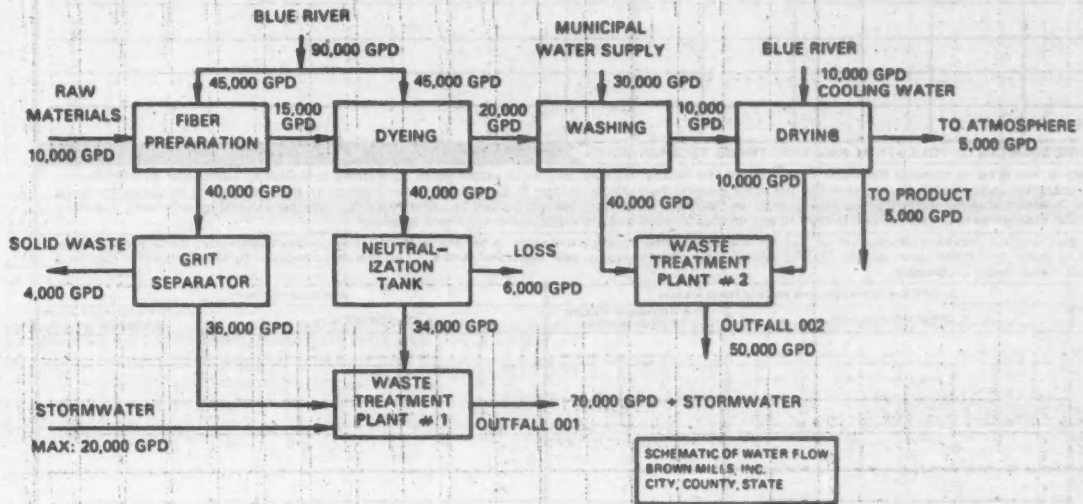 BLUE RIVER
90,000 GPD
45,000 GPD
45,000 GPD
MUNICIPAL
WATER SUPPLY
30,000 GPD
BLUE RIVER
10,000 GPD
COOLING WATER
RAW
MATERIALS
10,000 GPD
FIBER
PREPARATION
15,000
GPD
DYEING
20,000
GPD
WASHING
10,000
GPD
DRYING
TO ATMOSPHERE
5,000 GPD
40,000 GPD
40,000 GPD
40,000 GPD
10,000 GPD
TO PRODUCT
5,000 GPD
SOLID WASTE
4,000 GPD
GRIT
SEPARATOR
NEUTRAL-
IZATION
TANK
LOSS
6,000 GPD
WASTE
TREATMENT
PLANT # 2
36,000 GPD
34,000 GPD
OUTFALL 002
50,000 GPD
STORMWATER
MAX: 20,000 GPD
WASTE
TREATMENT
PLANT # 1
70,000 GPD + STORMWATER
OUTFALL 001
SCHEMATIC OF WATER FLOW
BROWN MILLS, INC.
CITY, COUNTY, STATE